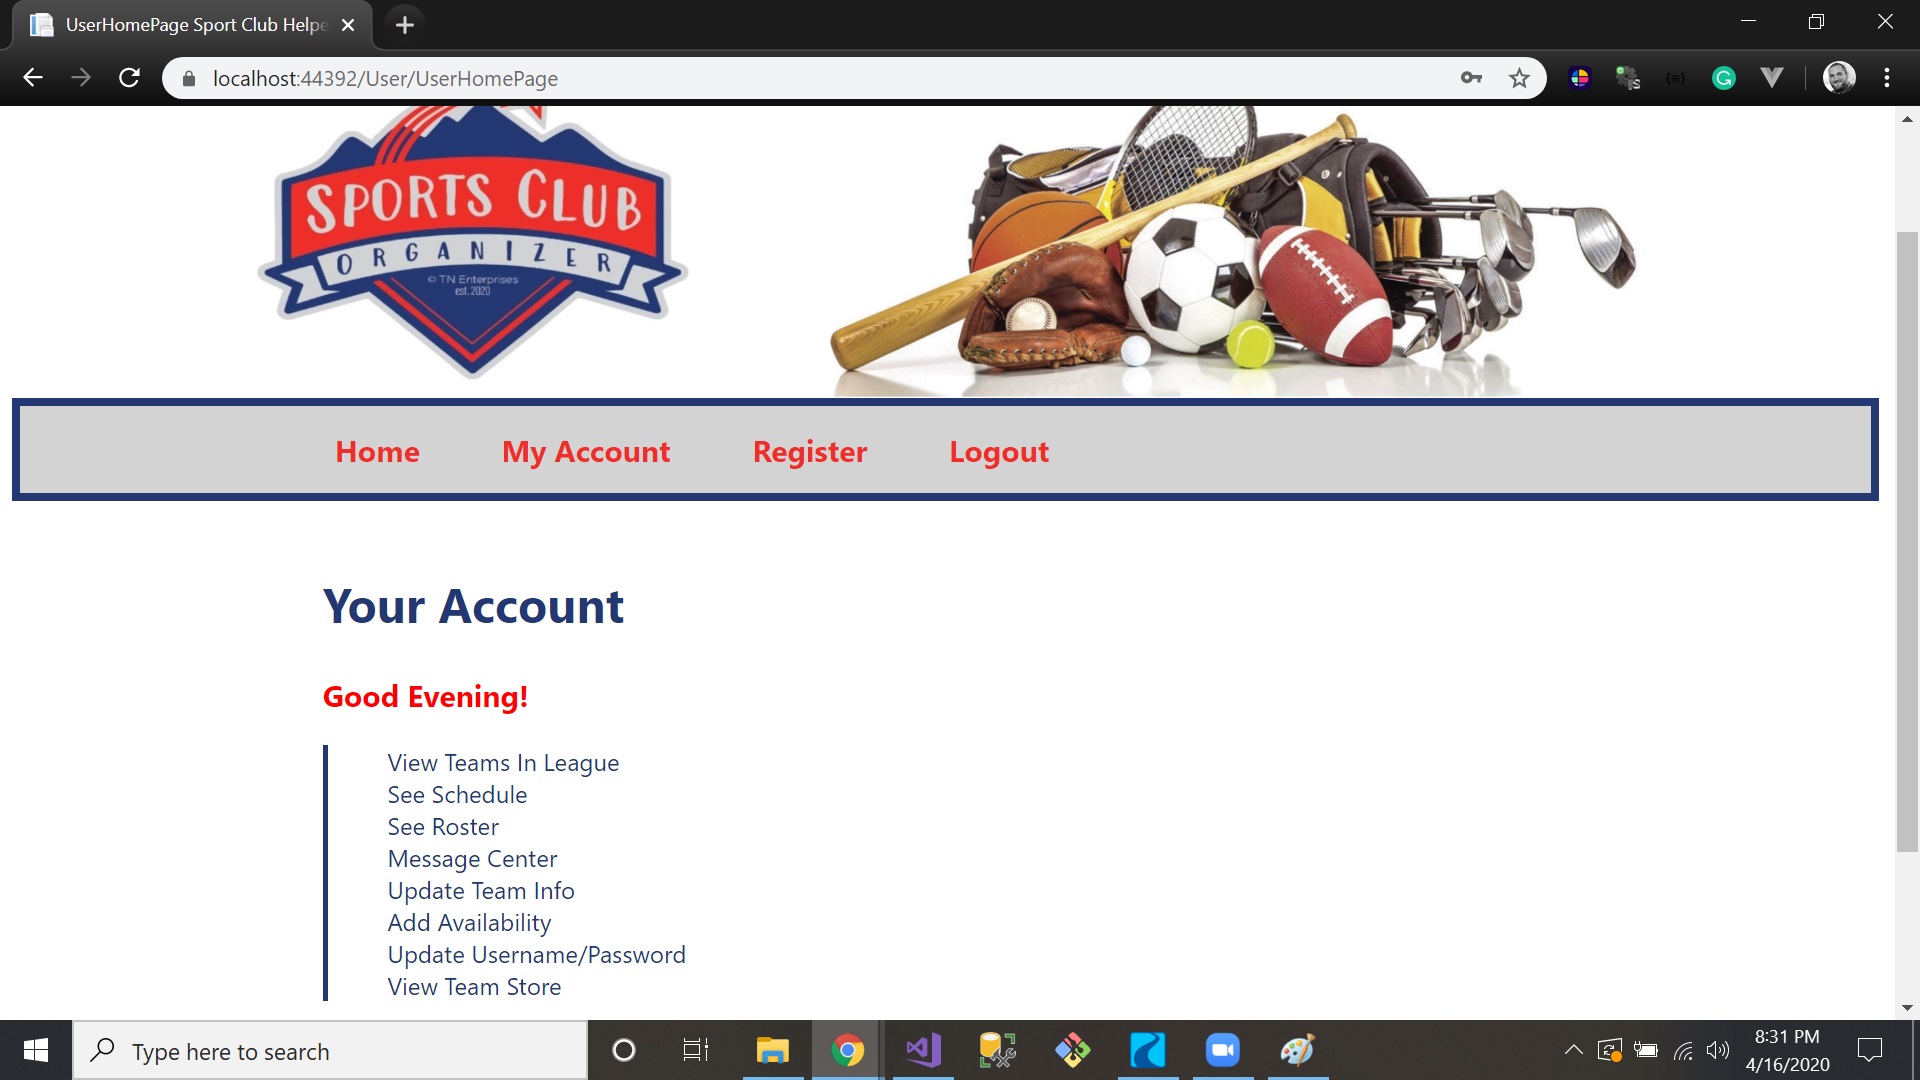 UserHomePage Sport Club Helpe
localhost:44392/User/UserHomePage
SPORTS CLUB
ORGANIZER
© TN Enterprises
est. 2020
Home My Account Register Logout
Your Account
Good Evening!
View Teams In League
See Schedule
See Roster
Message Center
Update Team Info
Add Availability
Update Username/Password
View Team Store
Type here to search
8:31 PM
4/16/2020